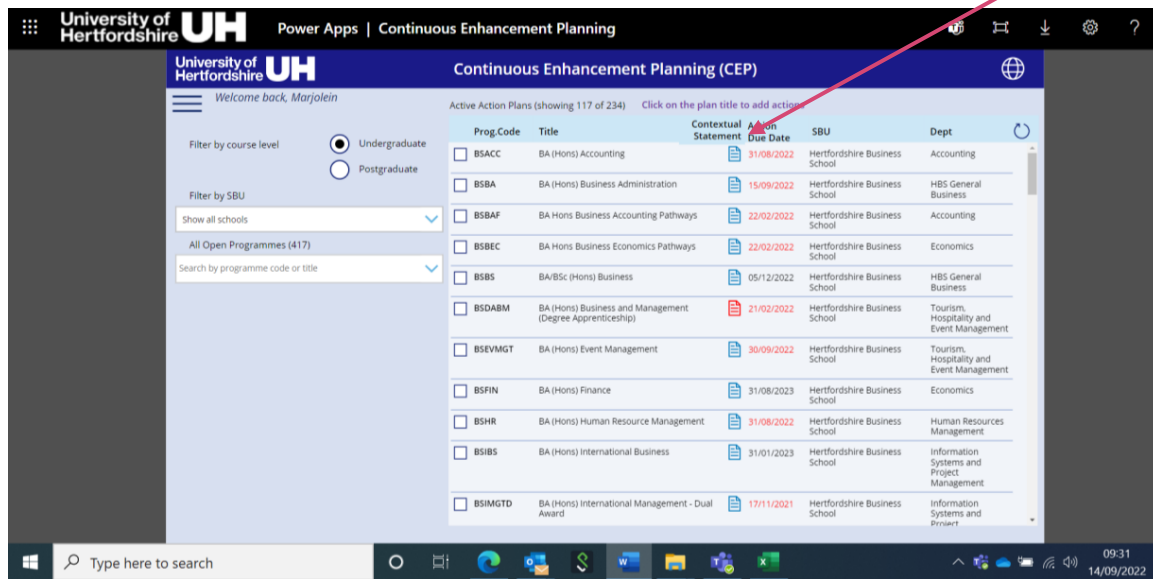 University of Hertfordshire UH Power Apps | Continuous Enhancement Planning ?
University of Hertfordshire UH Continuous Enhancement Planning (CEP)
Welcome back, Marjolein
Active Action Plans (showing 117 of 234) Click on the plan title to add actions
Filter by course level
Undergraduate
Postgraduate
Filter by SBU
Show all schools
All Open Programmes (417)
Search by programme code or title
Prog.Code Title Contextual Statement Action Due Date SBU Dept
BSACC BA (Hons) Accounting 31/08/2022 Hertfordshire Business School Accounting
BSBA BA (Hons) Business Administration 15/09/2022 Hertfordshire Business School HBS General Business
BSBAF BA Hons Business Accounting Pathways 22/02/2022 Hertfordshire Business School Accounting
BSBEC BA Hons Business Economics Pathways 22/02/2022 Hertfordshire Business School Economics
BSBS BA/BSc (Hons) Business 05/12/2022 Hertfordshire Business School HBS General Business
BSDABM BA (Hons) Business and Management (Degree Apprenticeship) 21/02/2022 Hertfordshire Business School Tourism, Hospitality and Event Management
BSEVMGT BA (Hons) Event Management 30/09/2022 Hertfordshire Business School Tourism, Hospitality and Event Management
BSFIN BA (Hons) Finance 31/08/2023 Hertfordshire Business School Economics
BSHR BA (Hons) Human Resource Management 31/08/2022 Hertfordshire Business School Human Resources Management
BSIBS BA (Hons) International Business 31/01/2023 Hertfordshire Business School Information Systems and Project Management
BSIMGTD BA (Hons) International Management - Dual Award 17/11/2021 Hertfordshire Business School Information Systems and Project
Type here to search
09:31
14/09/2022